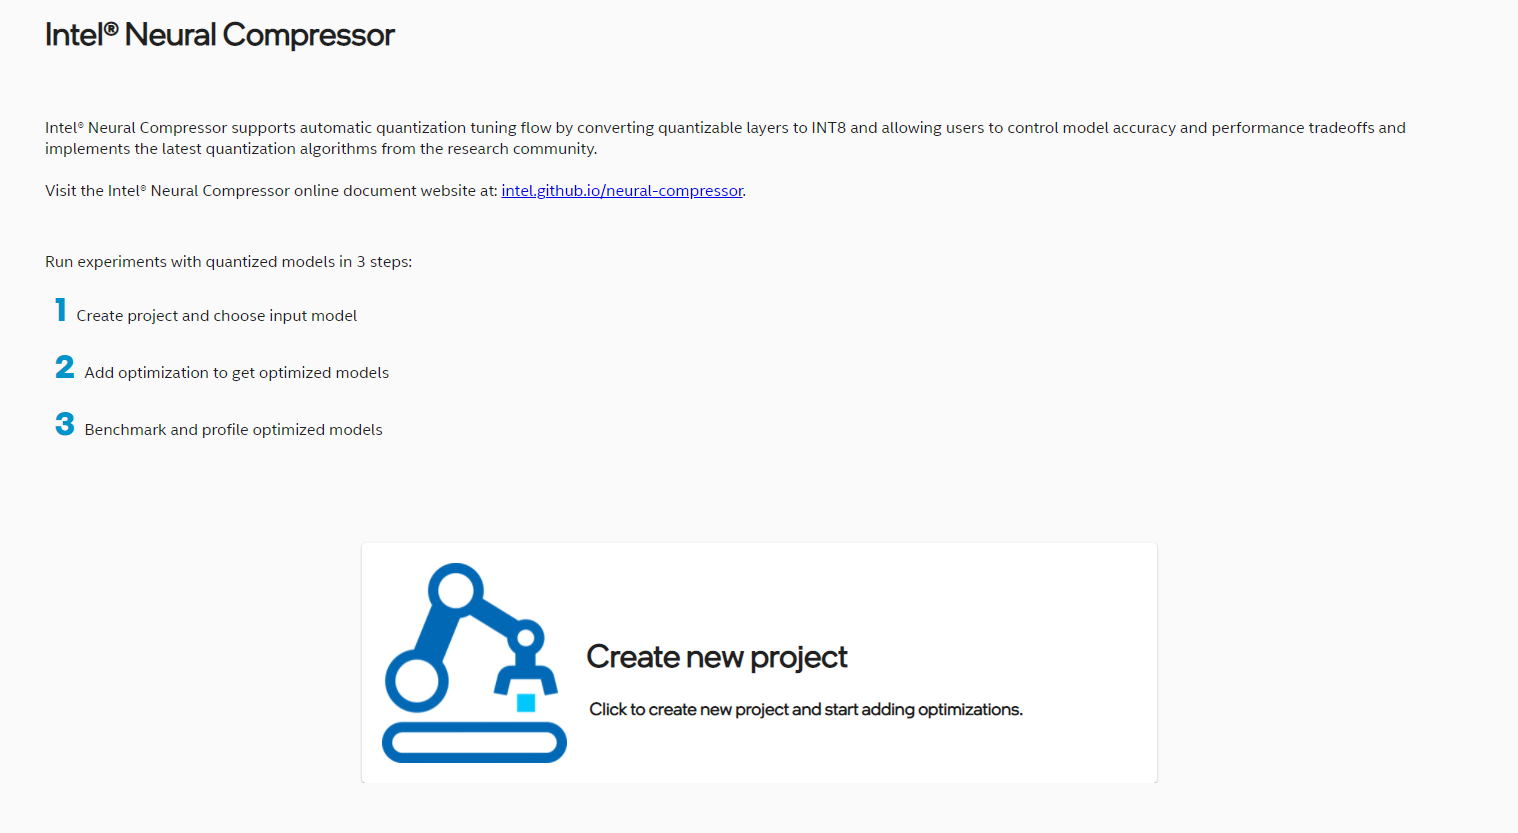 Intel® Neural Compressor
Intel® Neural Compressor supports automatic quantization tuning flow by converting quantizable layers to INT8 and allowing users to control model accuracy and performance tradeoffs and
implements the latest quantization algorithms from the research community.
Visit the Intel® Neural Compressor online document website at: intel.github.io/neural-compressor.
Run experiments with quantized models in 3 steps:
1 Create project and choose input model
2 Add optimization to get optimized models
3 Benchmark and profile optimized models
Create new project
Click to create new project and start adding optimizations.